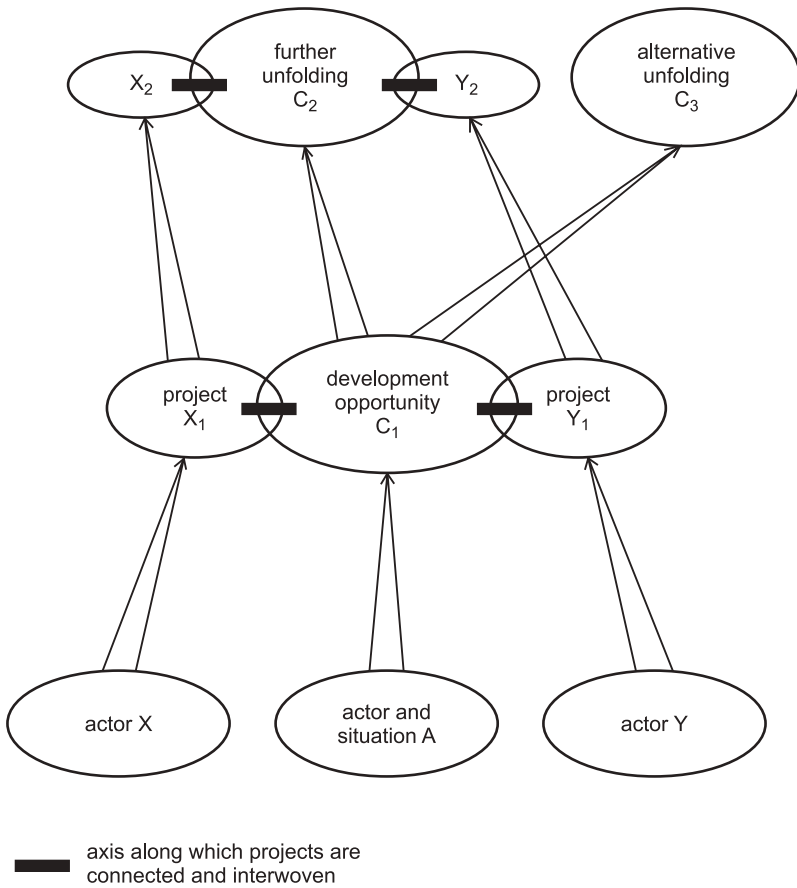 further
unfolding
C₂
X₂
Y₂
alternative
unfolding
C₃
project
X₁
development
opportunity
C₁
project
Y₁
actor X
actor and
situation A
actor Y
axis along which projects are
connected and interwoven